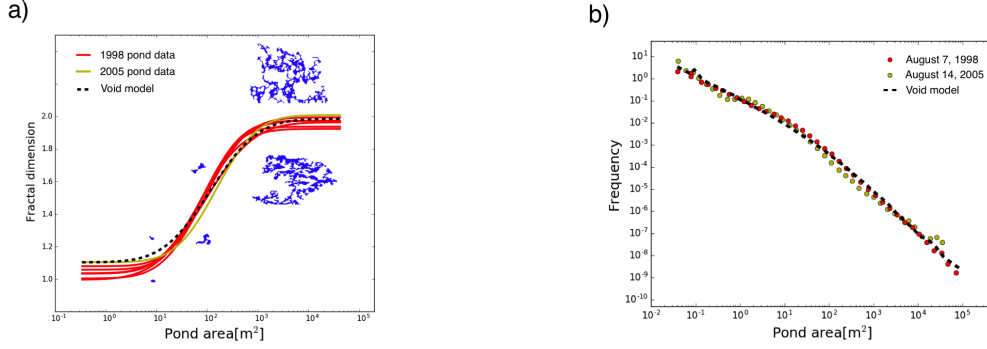 a)
1998 pond data
2005 pond data
Void model
Fractal dimension
2.0
1.8
1.6
1.4
1.2
1.0
10^-1
10^0
10^1
10^2
10^3
10^4
10^5
Pond area[m^2]
b)
August 7, 1998
August 14, 2005
Void model
Frequency
10^1
10^0
10^-1
10^-2
10^-3
10^-4
10^-5
10^-6
10^-7
10^-8
10^-9
10^-10
10^-2
10^-1
10^0
10^1
10^2
10^3
10^4
10^5
Pond area[m^2]